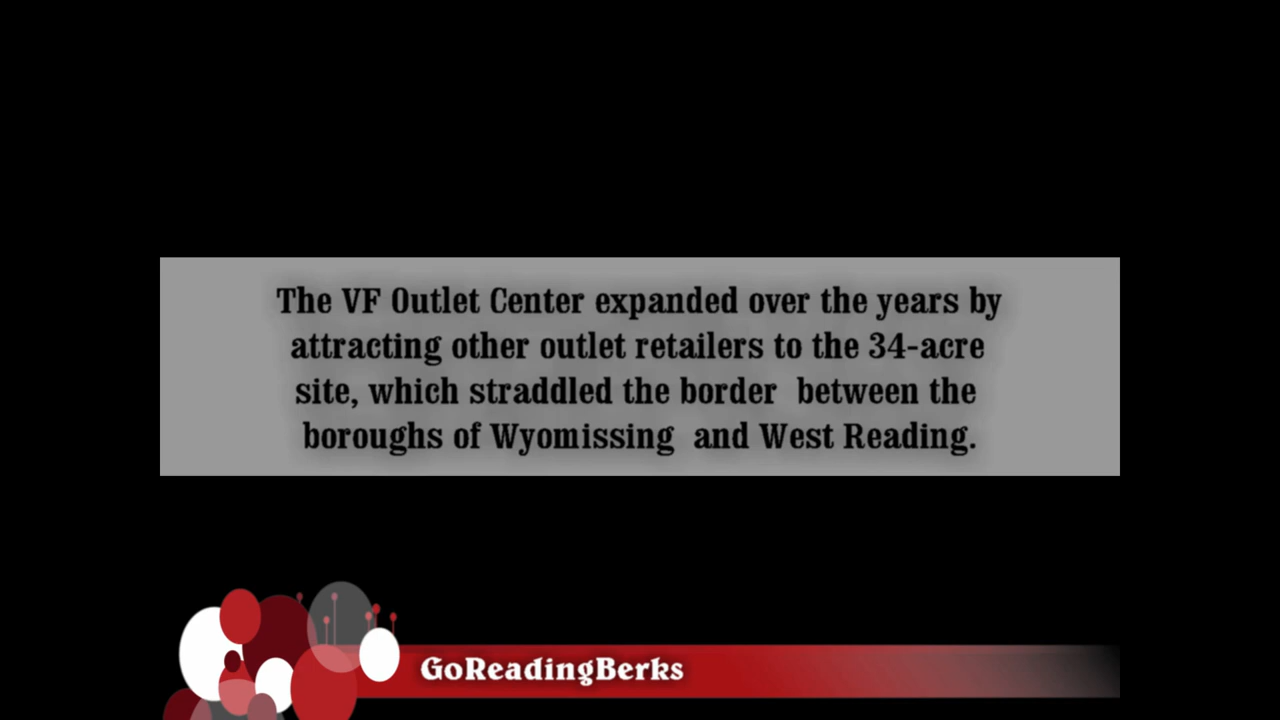 The VF Outlet Center expanded over the years by
attracting other outlet retailers to the 34-acre
site, which straddled the border between the
boroughs of Wyomissing and West Reading.
GoReadingBerks